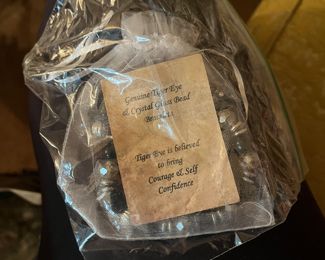 Genuine Tiger Eye
& Crystal Glass Bead
Bracelet
Tiger Eye is believed
to bring
Courage & Self
Confidence